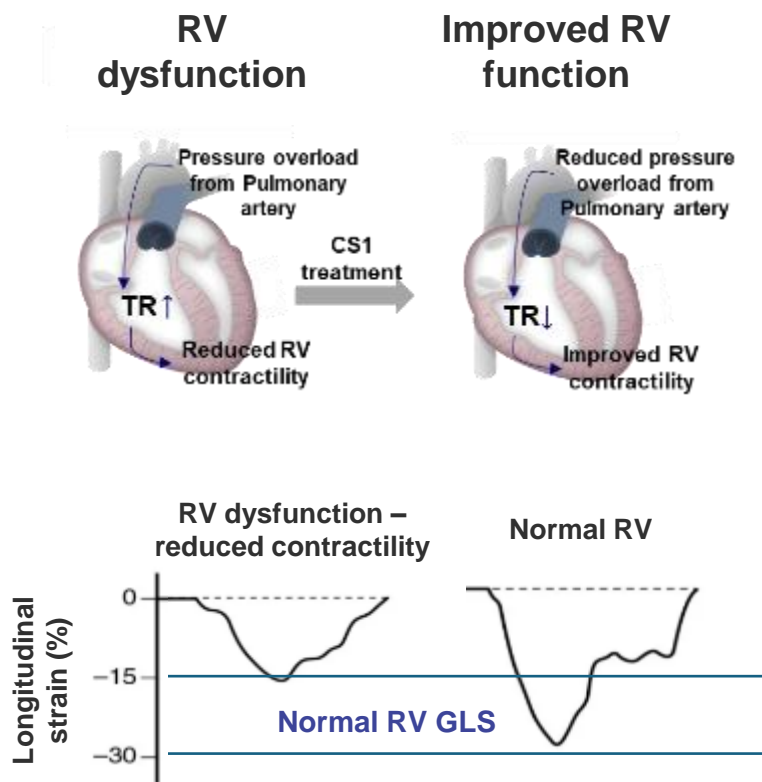 RV
dysfunction
Improved RV
function
Pressure overload
from Pulmonary
artery
TR↑
Reduced RV
contractility
CS1
treatment
Reduced pressure
overload from
Pulmonary artery
TR↓
Improved RV
contractility
RV dysfunction –
reduced contractility
Normal RV
Longitudinal
strain (%)
0
–15
–30
Normal RV GLS